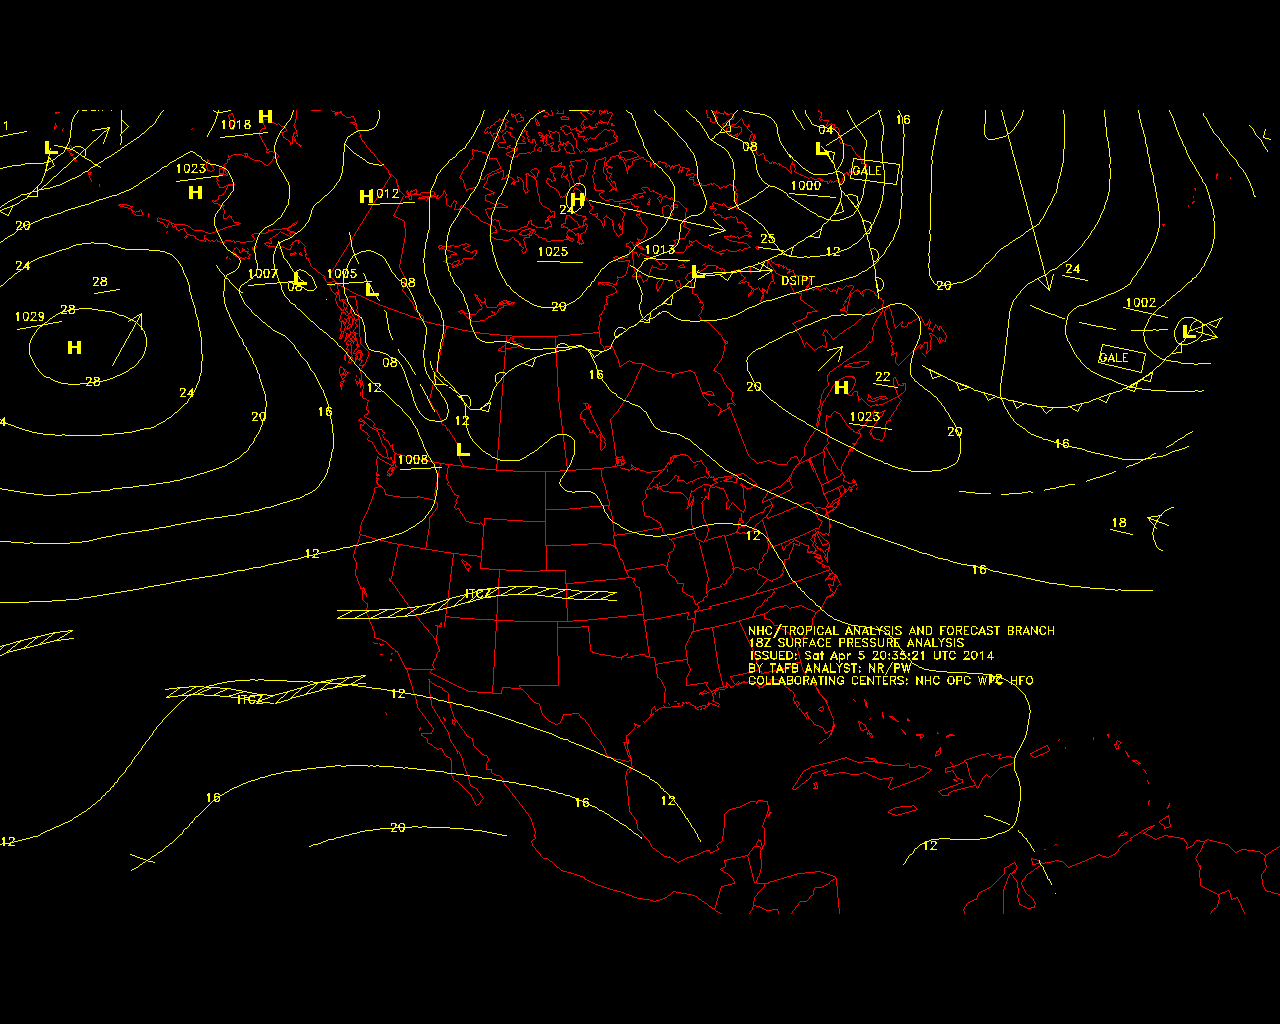 1018
H
1
04
16
L
08
L
GALE
1023
H
H
1012
1000
H
24
20
25
1013
12
1025
24
1007
L
08
1005
L
08
L
DSIPT
24
28
20
20
1002
28
1029
L
H
GALE
08
16
22
28
24
12
20
H
1023
16
20
12
20
4
16
L
1008
18
12
12
16
ITCZ
NHC/TROPICAL ANALYSIS AND FORECAST BRANCH
18Z SURFACE PRESSURE ANALYSIS
ISSUED: Sat Apr 5 20:35:21 UTC 2014
BY TAFB ANALYST: NR/PW
COLLABORATING CENTERS: NHC OPC WPC HFO
12
ITCZ
12
16
16
12
20
12
12